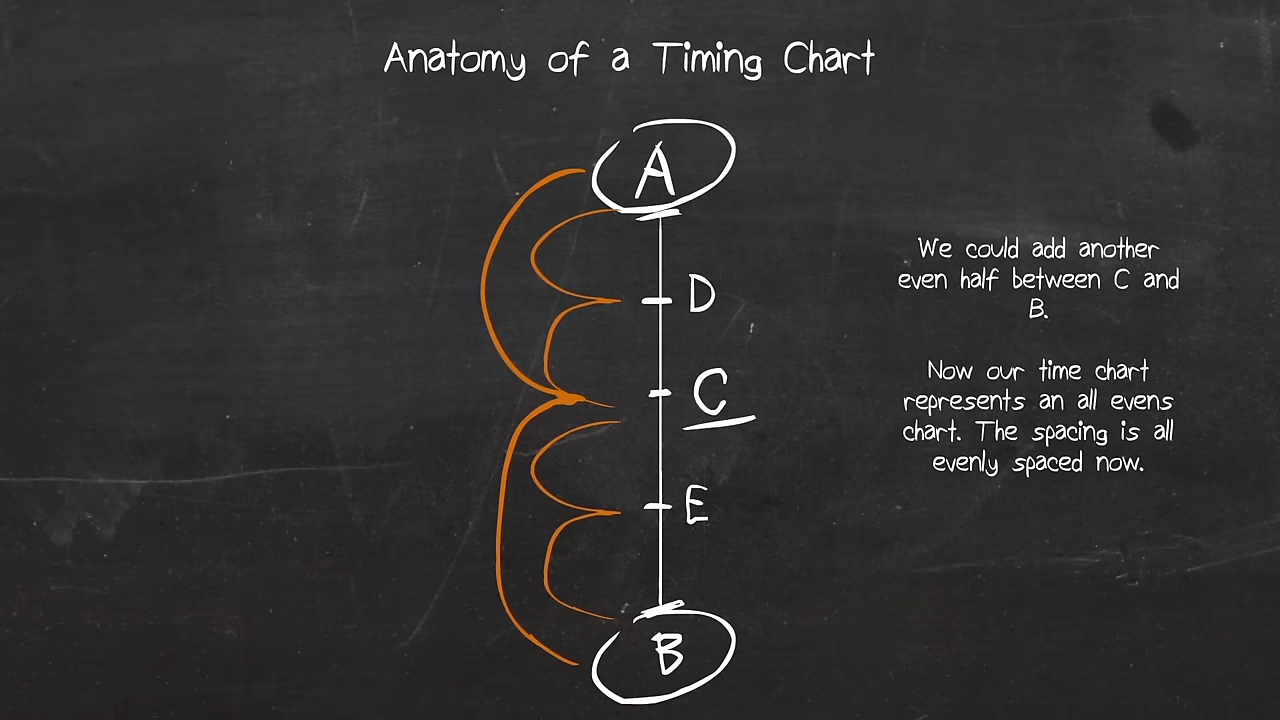 Anatomy of a Timing Chart
A
D
C
E
B
We could add another
even half between C and
B.
Now our time chart
represents an all evens
chart. The spacing is all
evenly spaced now.